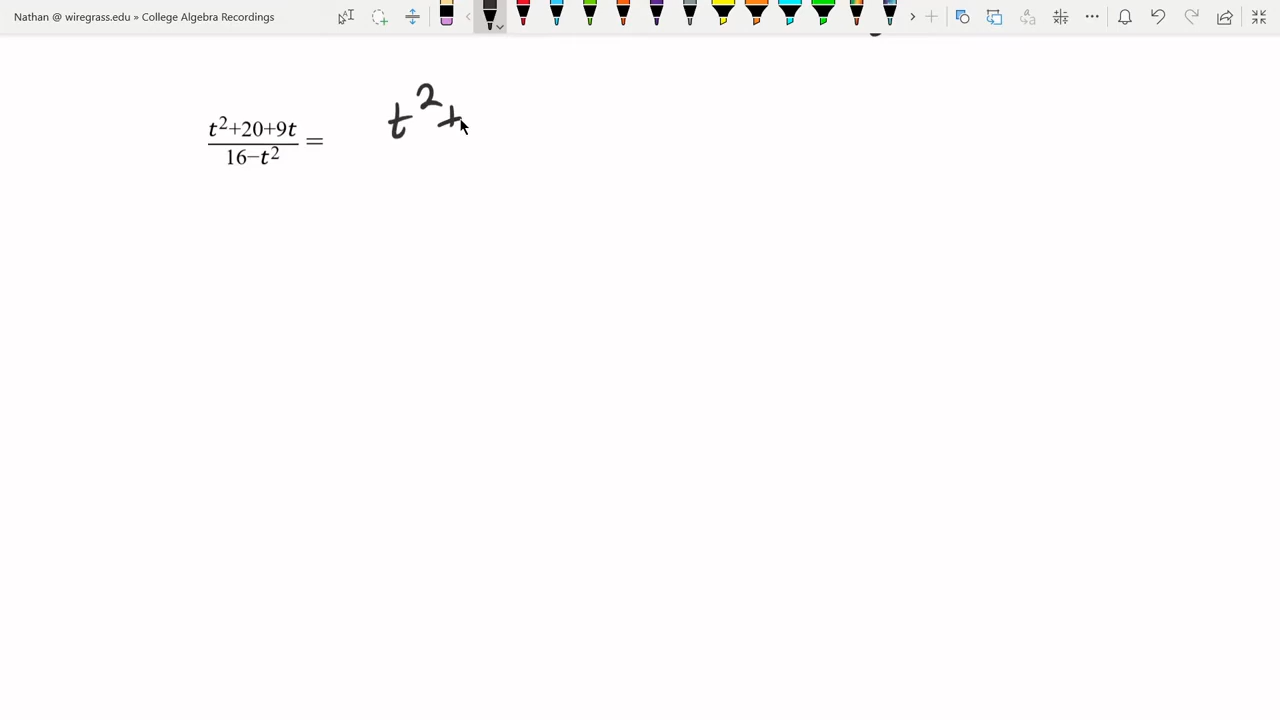 Nathan @ wiregrass.edu » College Algebra Recordings
t²+20+9t
16−t²
=
t²+